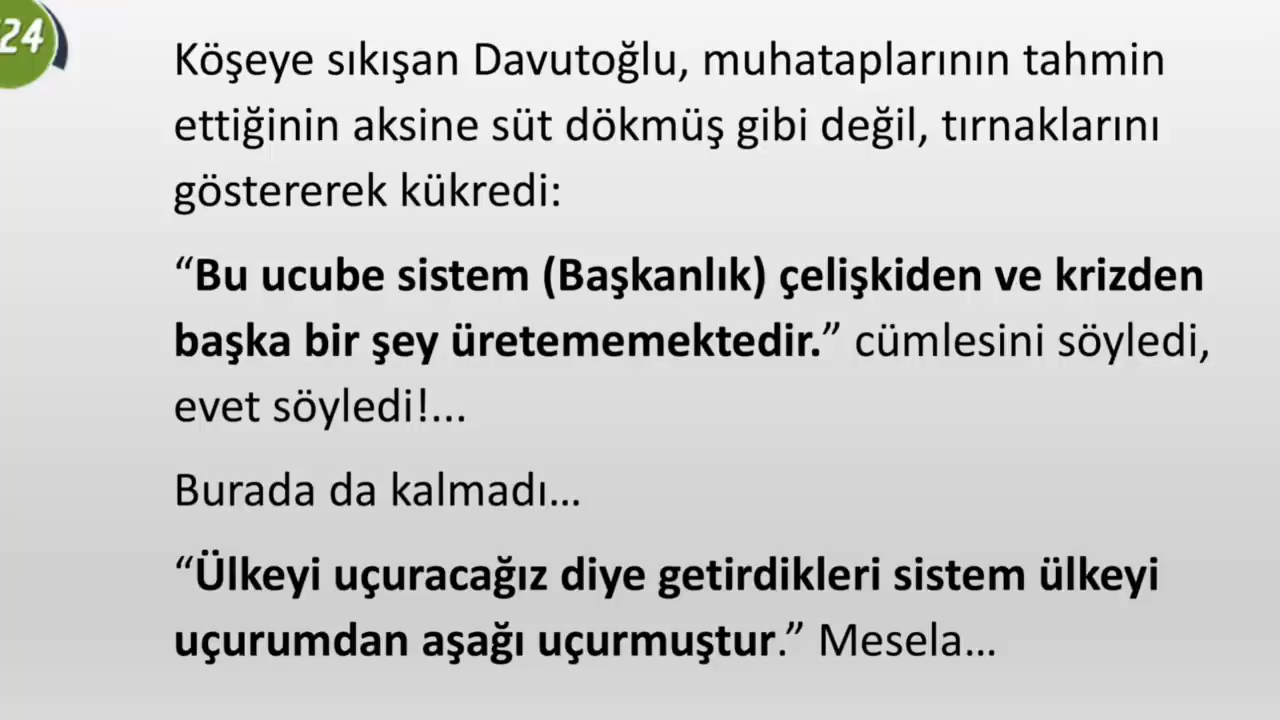 24
Köşeye sıkışan Davutoğlu, muhataplarının tahmin
ettiğinin aksine süt dökmüş gibi değil, tırnaklarını
göstererek kükredi:
“Bu ucube sistem (Başkanlık) çelişkiden ve krizden
başka bir şey üretememektedir.” cümlesini söyledi,
evet söyledi!...
Burada da kalmadı…
“Ülkeyi uçuracağız diye getirdikleri sistem ülkeyi
uçurumdan aşağı uçurmuştur.” Mesela…